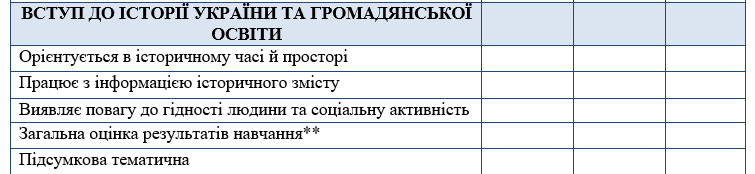 ВСТУП ДО ІСТОРІЇ УКРАЇНИ ТА ГРОМАДЯНСЬКОЇ
ОСВІТИ
Орієнтується в історичному часі й просторі
Працює з інформацією історичного змісту
Виявляє повагу до гідності людини та соціальну активність
Загальна оцінка результатів навчання**
Підсумкова тематична